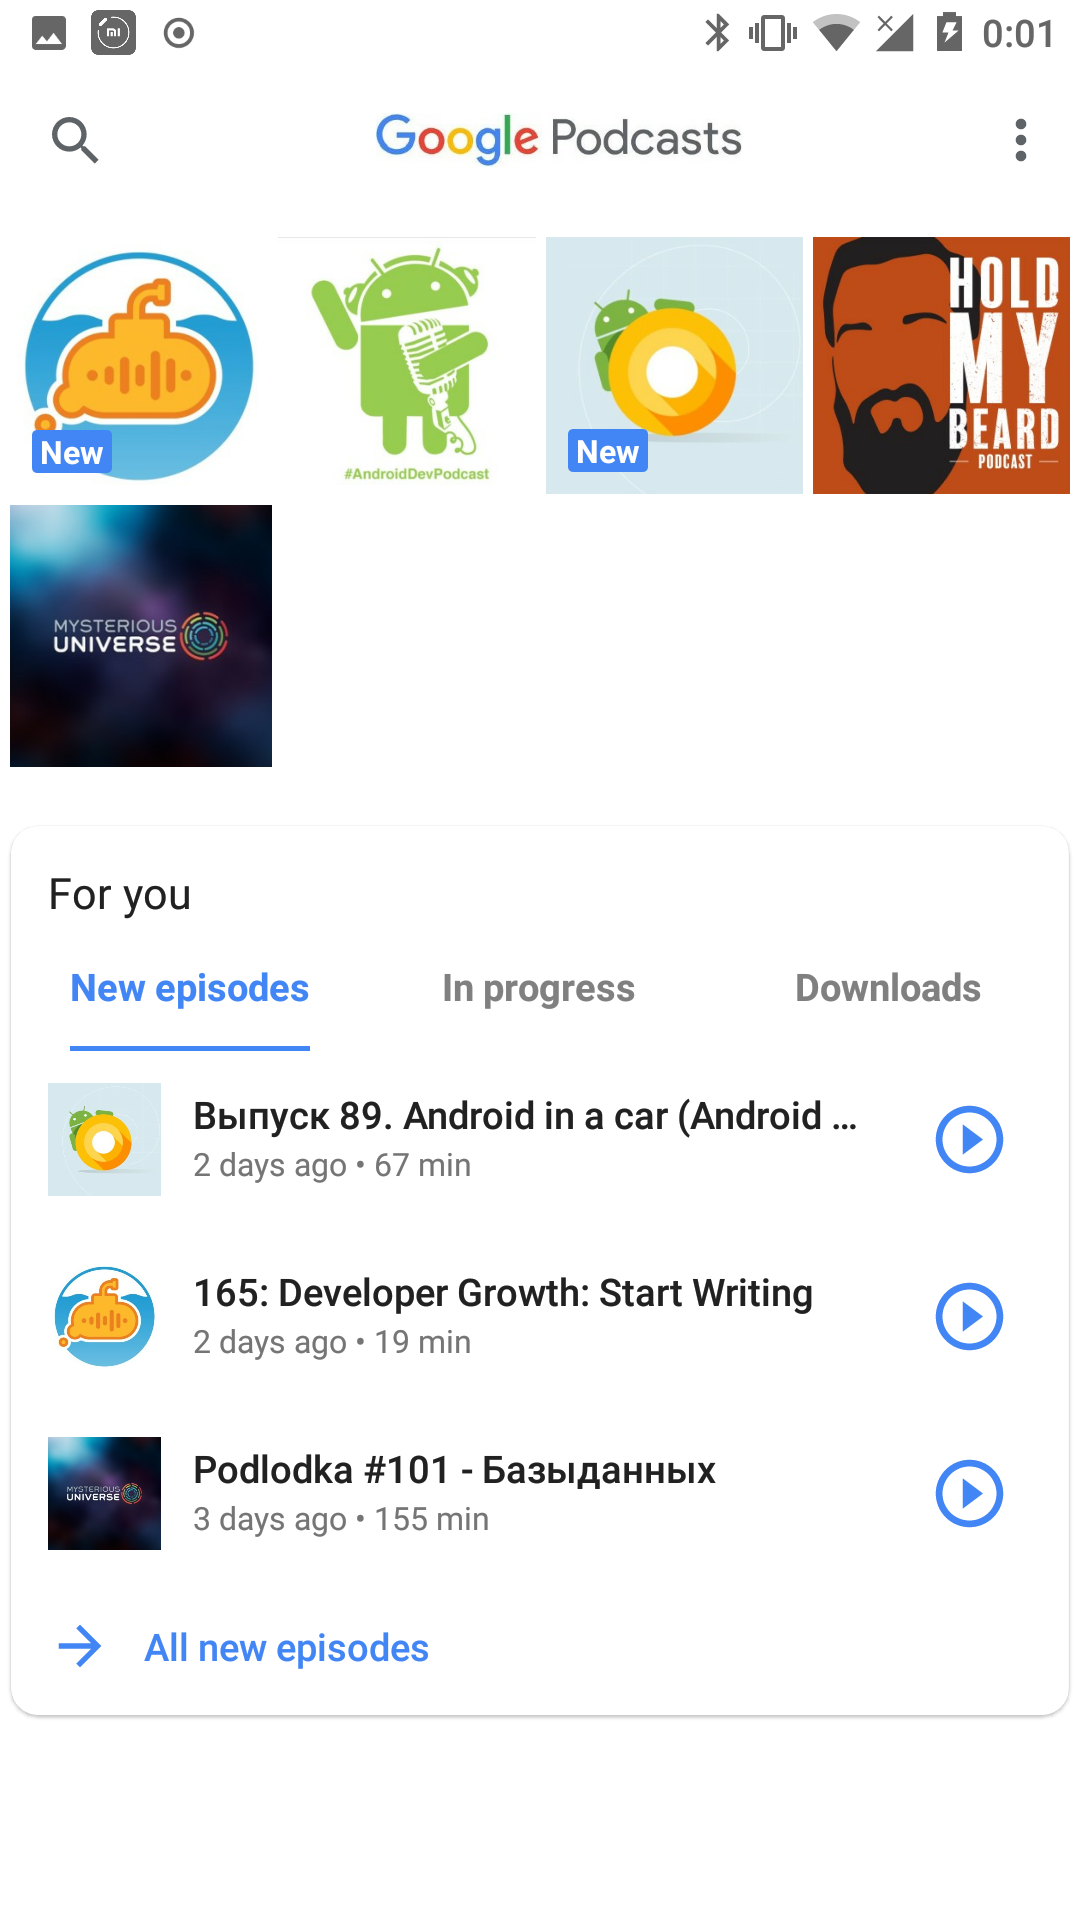 0:01
Google Podcasts
New
#AndroidDevPodcast
New
HOLD
MY
BEARD
PODCAST
MYSTERIOUS
UNIVERSE
For you
New episodes
In progress
Downloads
Выпуск 89. Android in a car (Android ...
2 days ago • 67 min
165: Developer Growth: Start Writing
2 days ago • 19 min
MYSTERIOUS
UNIVERSE
Podlodka #101 - Базыданных
3 days ago • 155 min
All new episodes